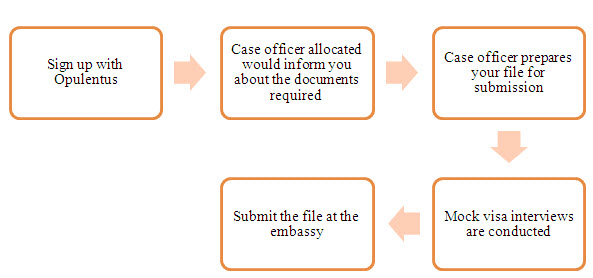 Sign up with
Opulentus
Case officer allocated
would inform you
about the documents
required
Case officer prepares
your file for
submission
Mock visa interviews
are conducted
Submit the file at the
embassy